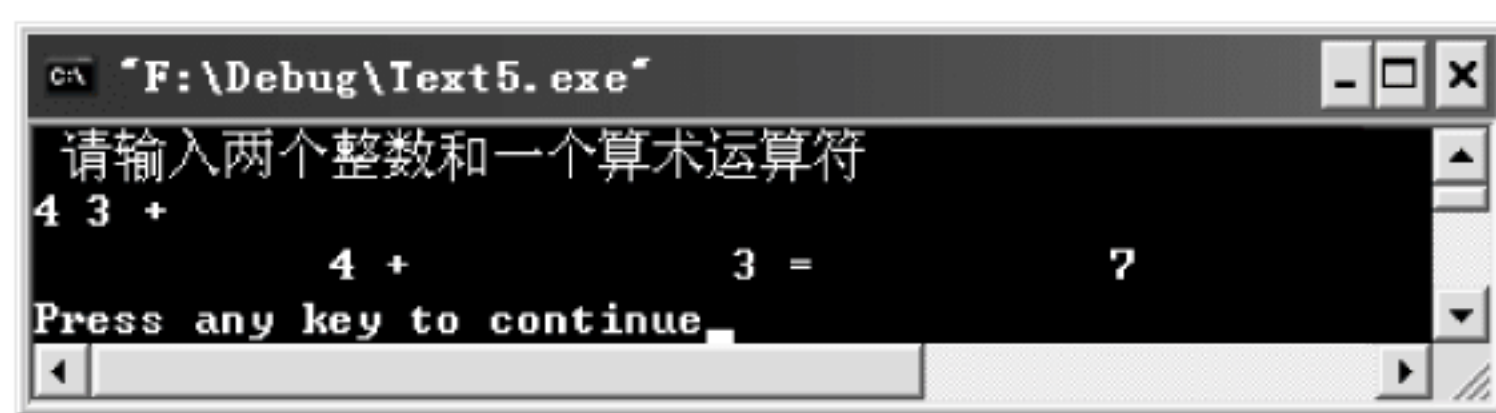 "F:\Debug\Text5.exe"
请输入两个整数和一个算术运算符
4 3 +
4 + 3 = 7
Press any key to continue_